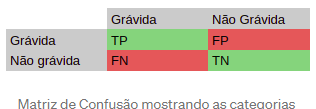 Grávida Não Grávida
Grávida TP FP
Não grávida FN TN
Matriz de Confusão mostrando as categorias